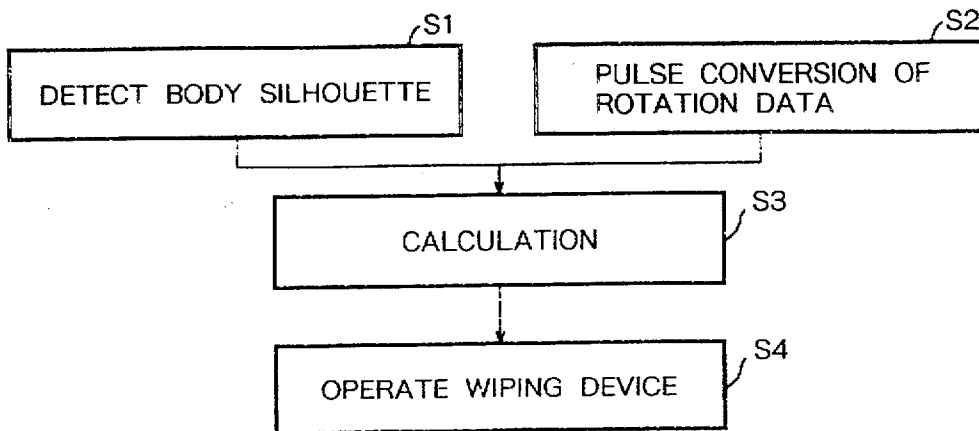 S1
DETECT BODY SILHOUETTE
S2
PULSE CONVERSION OF
ROTATION DATA
S3
CALCULATION
S4
OPERATE WIPING DEVICE